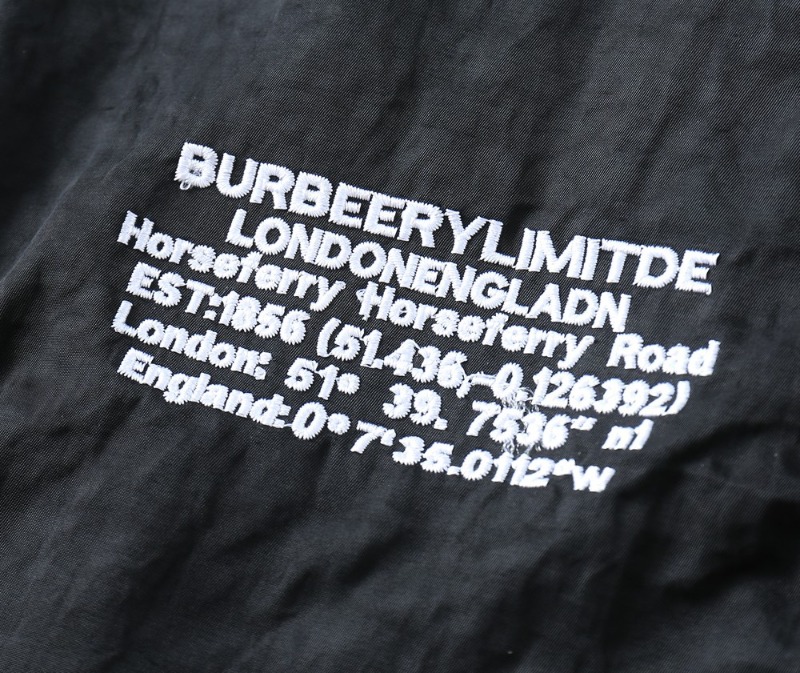 BURBEERYLIMITDE
LONDONENGLADN
Horseferry Horseferry Road
EST:1856 (51.436,-0.126392)
London: 51° 39. 7536" n1
England:0°7'35.0112"W